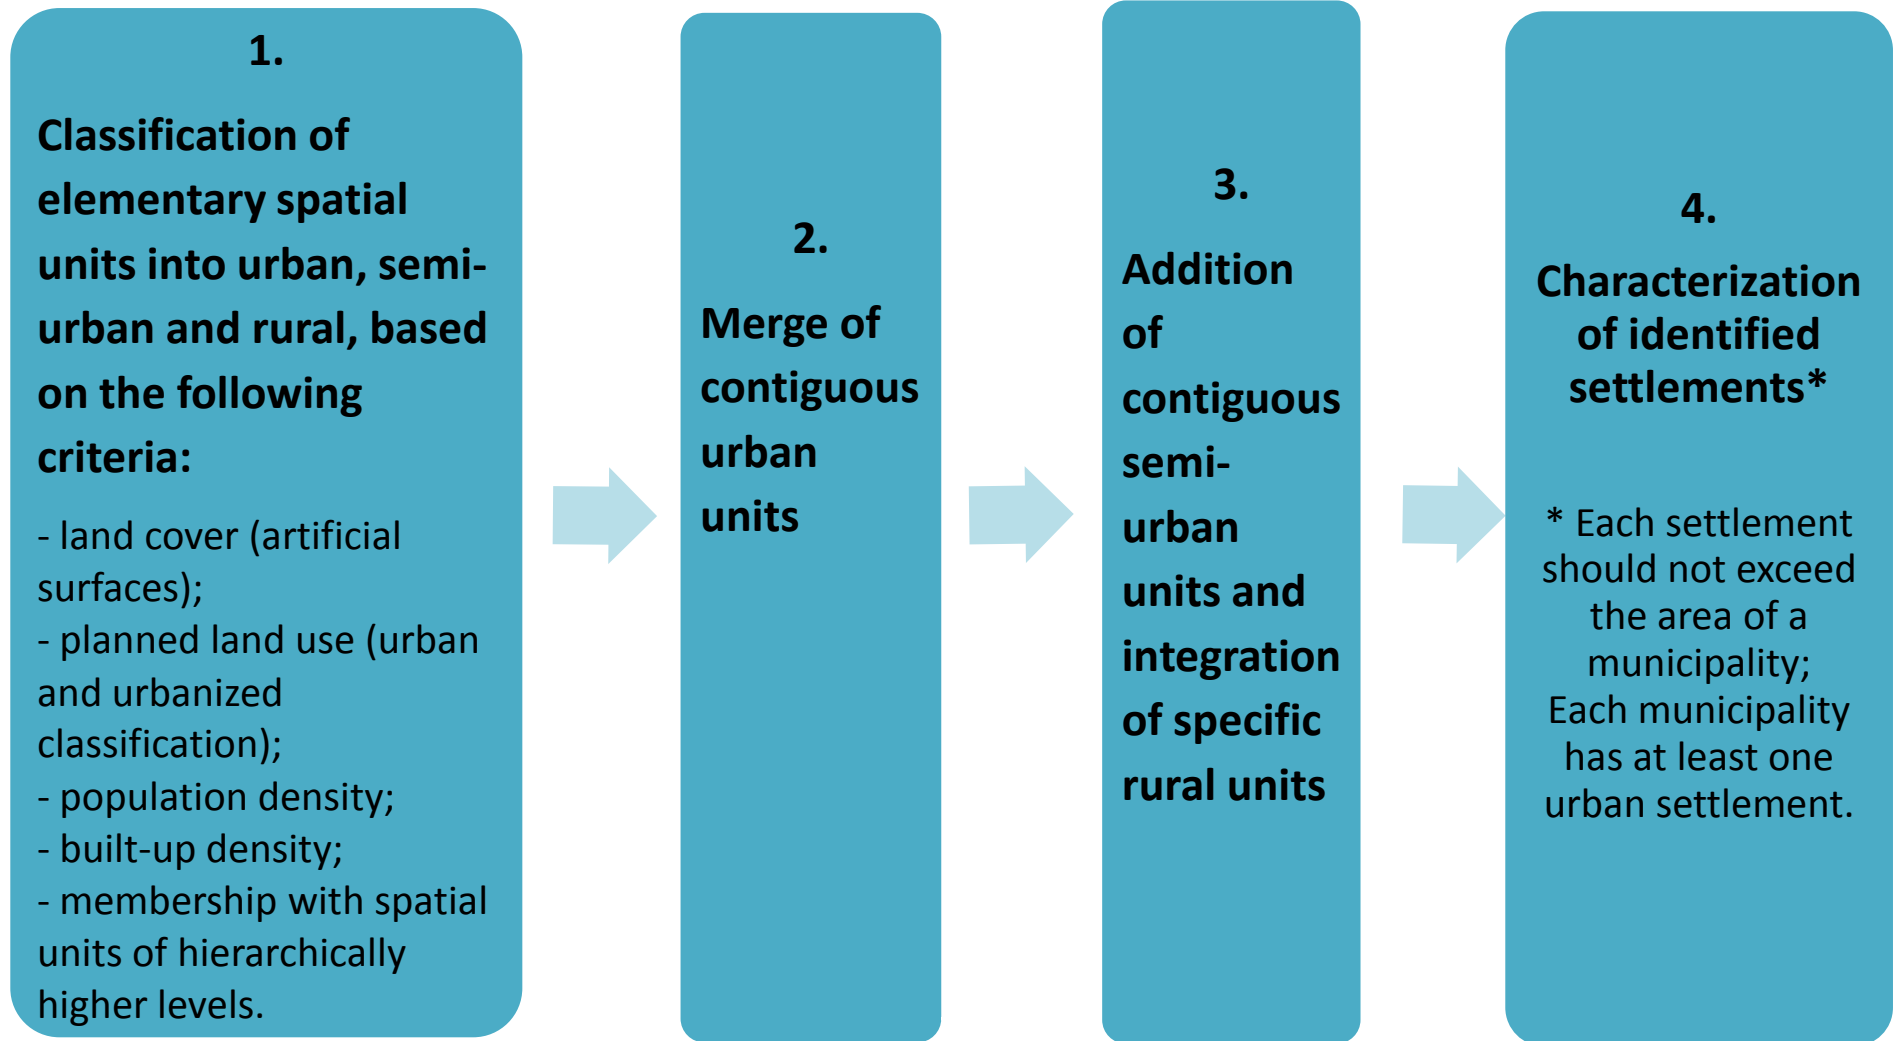 1.
Classification of
elementary spatial
units into urban, semi-
urban and rural, based
on the following
criteria:
- land cover (artificial
surfaces);
- planned land use (urban
and urbanized
classification);
- population density;
- built-up density;
- membership with spatial
units of hierarchically
higher levels.
2.
Merge of
contiguous
urban
units
3.
Addition
of
contiguous
semi-
urban
units and
integration
of specific
rural units
4.
Characterization
of identified
settlements*
* Each settlement
should not exceed
the area of a
municipality;
Each municipality
has at least one
urban settlement.